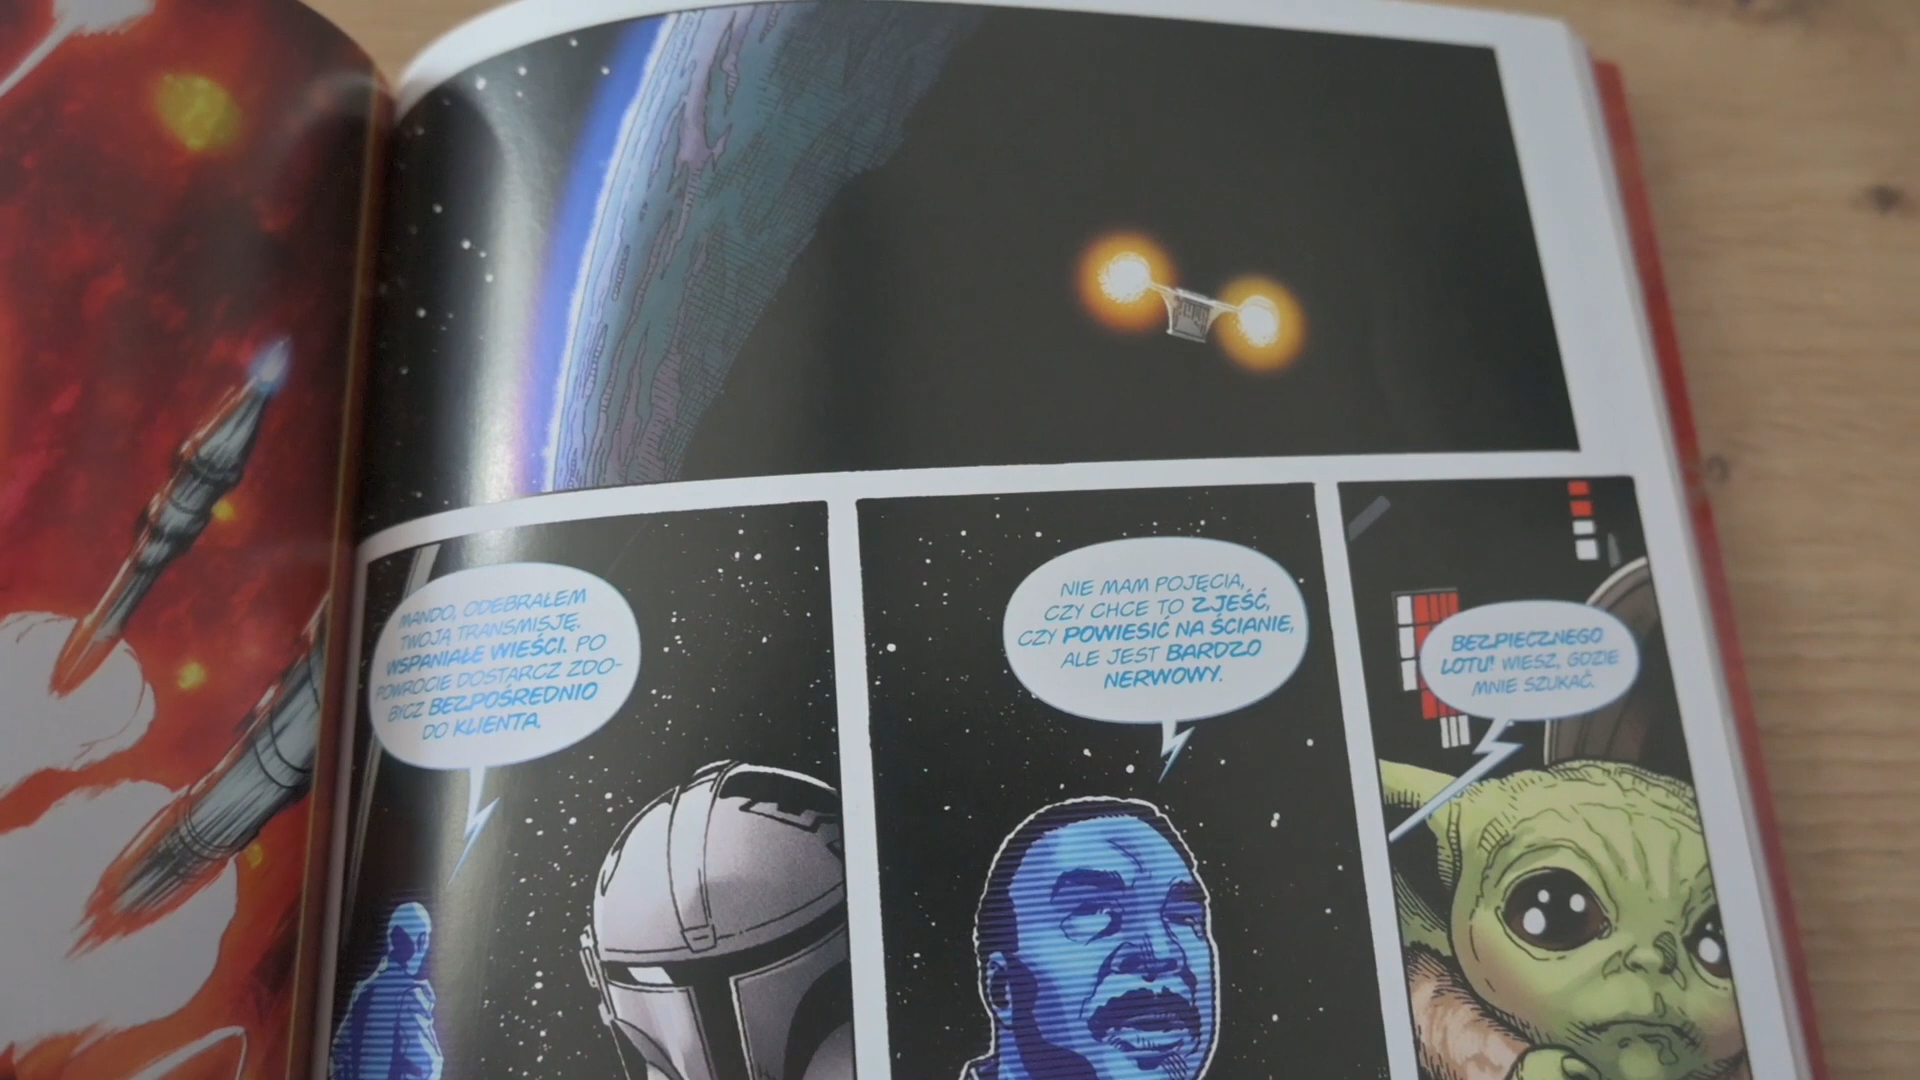 MANDO, ODEBRAŁEM
TWOJĄ TRANSMISJĘ.
WSPANIAŁE WIEŚCI. PO
POWROCIE DOSTARCZ ZDO-
BYCZ BEZPOŚREDNIO
DO KLIENTA.
NIE MAM POJĘCIA,
CZY CHCE TO ZJEŚĆ,
CZY POWIESIĆ NA ŚCIANIE,
ALE JEST BARDZO
NERWOWY.
BEZPIECZNEGO
LOTU! WIESZ, GDZIE
MNIE SZUKAĆ.